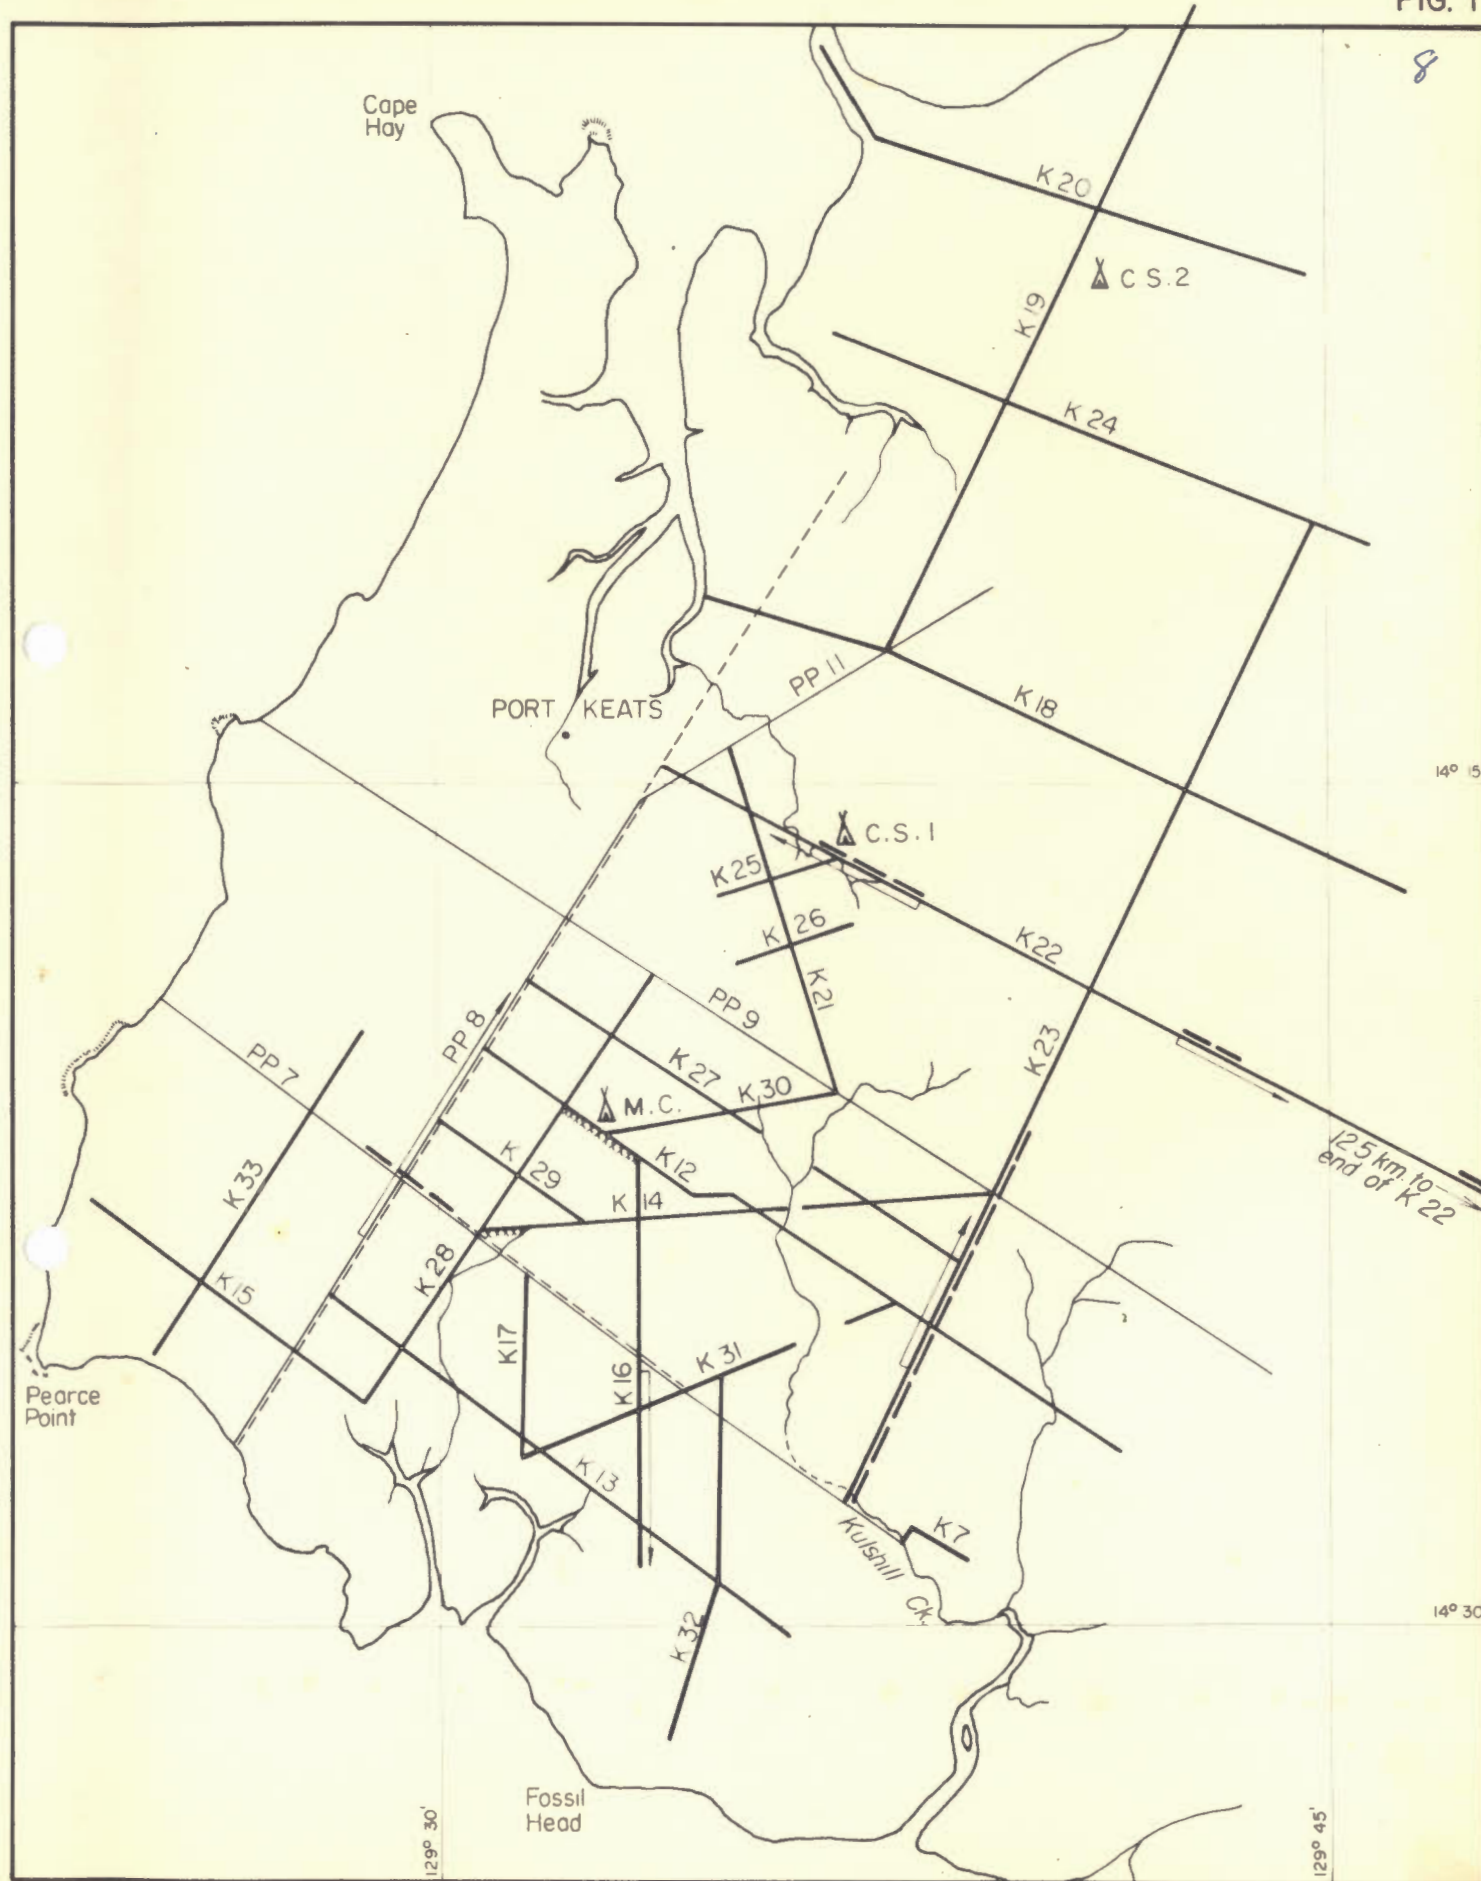 FIG. 1
8
Cape
Hay
K 20
C S. 2
K 19
K 24
PP 11
PORT KEATS
K 18
14° 15
C.S. 1
K 25
K 26
K 22
K 21
PP 9
PP 8
K 23
PP 7
K 27
K 30
M.C.
125 km. to
end of K 22
K 12
K 29
K 33
K 14
K 28
K 15
K 17
K 31
K 16
Pearce
Point
K 13
K 7
Kulshill Ck.
14° 30
K 32
Fossil
Head
129° 30'
129° 45'